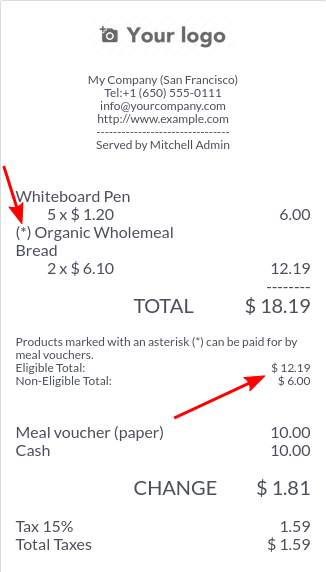 Your logo
My Company (San Francisco)
Tel:+1 (650) 555-0111
info@yourcompany.com
http://www.example.com
--------------------------------
Served by Mitchell Admin
Whiteboard Pen
5 x $ 1.20 6.00
(*) Organic Wholemeal
Bread
2 x $ 6.10 12.19
--------
TOTAL $ 18.19
Products marked with an asterisk (*) can be paid for by
meal vouchers.
Eligible Total: $ 12.19
Non-Eligible Total: $ 6.00
Meal voucher (paper) 10.00
Cash 10.00
CHANGE $ 1.81
Tax 15% 1.59
Total Taxes $ 1.59